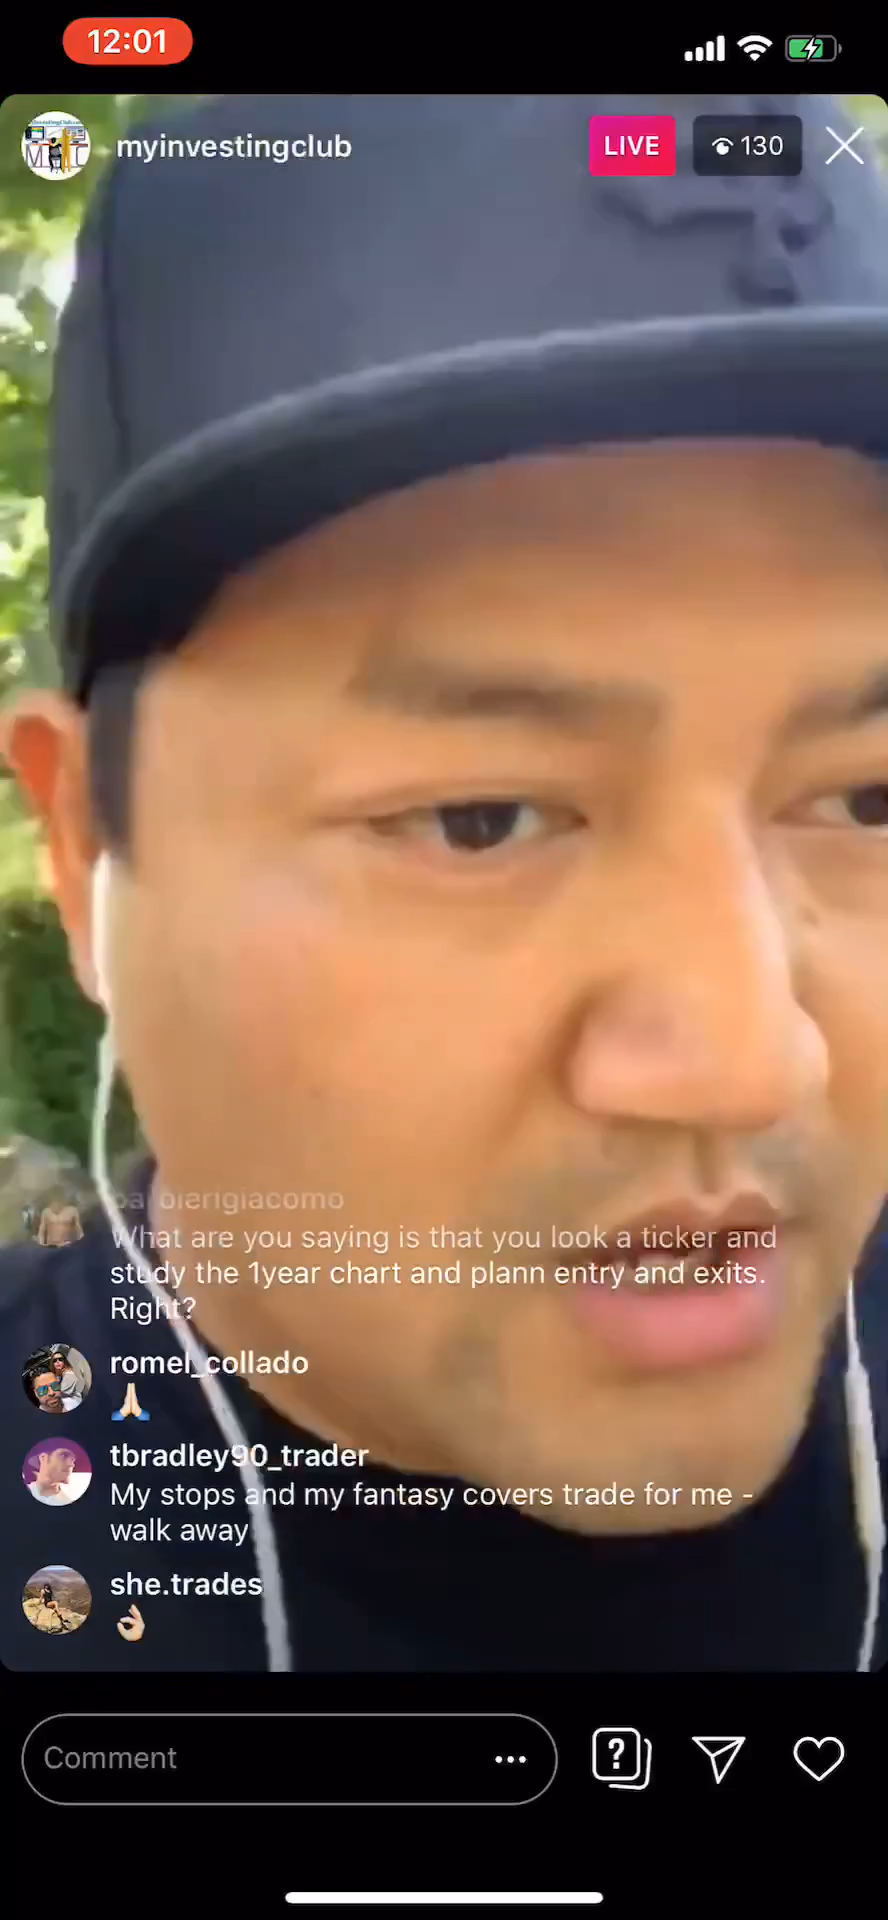 12:01
myinvestingclub
LIVE
130
barbierigiacomo
What are you saying is that you look a ticker and
study the 1year chart and plann entry and exits.
Right?
romel_collado
🙏🏼
tbradley90_trader
My stops and my fantasy covers trade for me -
walk away
she.trades
👌🏼
Comment